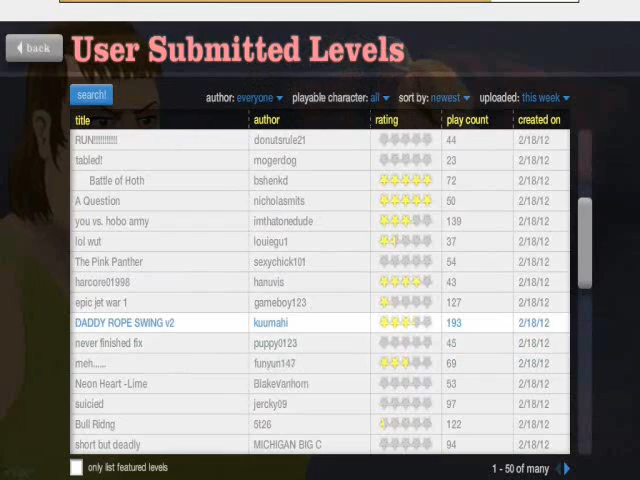 back
User Submitted Levels
search!
author: everyone playable character: all sort by: newest uploaded: this week
title author rating play count created on
RUN!!!!!!!!!!! donutsrule21 44 2/18/12
tabled! mogerdog 23 2/18/12
Battle of Hoth bshenkd 72 2/18/12
A Question nicholasmits 50 2/18/12
you vs. hobo army imthatonedude 139 2/18/12
lol wut louiegu1 37 2/18/12
The Pink Panther sexychick101 54 2/18/12
harcore01998 hanuvis 43 2/18/12
epic jet war 1 gameboy123 127 2/18/12
DADDY ROPE SWING v2 kuumahi 193 2/18/12
never finished fix puppy0123 45 2/18/12
meh...... funyun147 69 2/18/12
Neon Heart -Lime BlakeVanhorn 53 2/18/12
suicied jercky09 97 2/18/12
Bull Ridng 5t26 122 2/18/12
short but deadly MICHIGAN BIG C 94 2/18/12
only list featured levels 1 - 50 of many